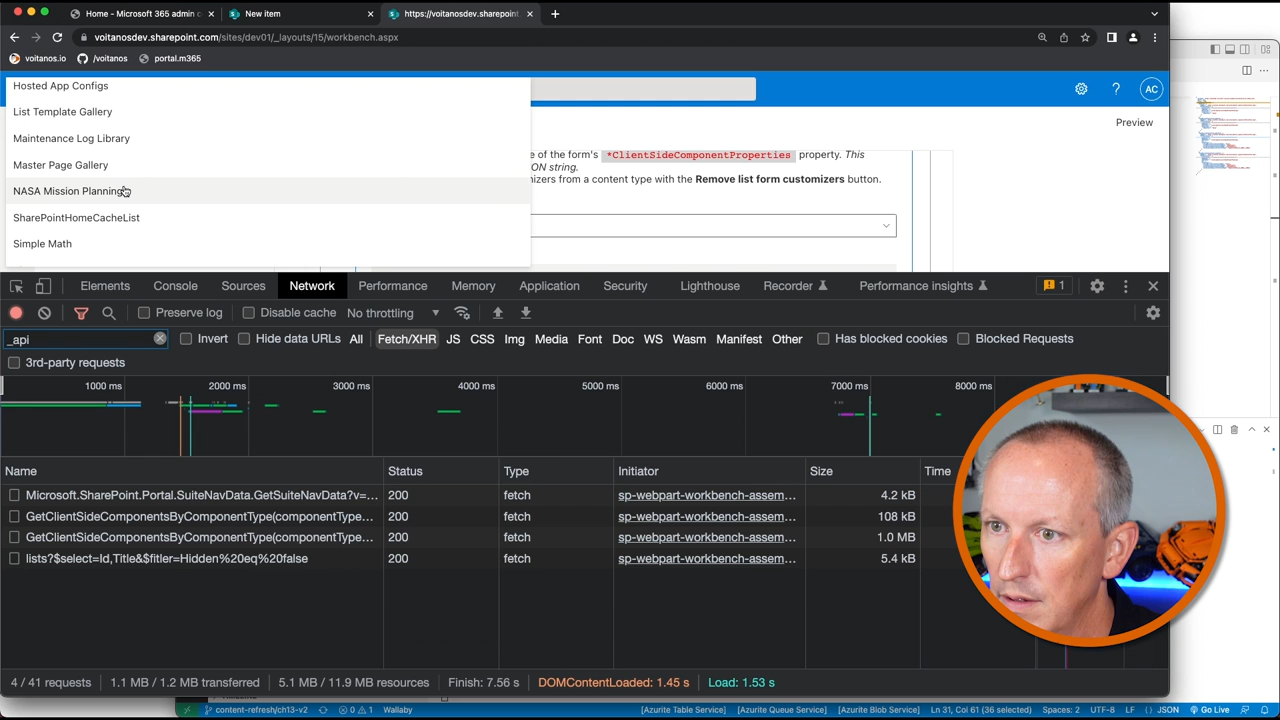 Home - Microsoft 365 admin c
New item
https://voitanosdev.sharepoint
voitanosdev.sharepoint.com/sites/dev01/_layouts/15/workbench.aspx
voitanos.io
/voitanos
portal.m365
Hosted App Configs
AC
List Template Gallery
Preview
Maintenance Log Library
of the form's 'ClientSideComponentProperties property. This
Master Page Gallery
ON string.
ers from a content type with the Remove list form customizers button.
NASA Mission Planning
SharePointHomeCacheList
Simple Math
Elements
Console
Sources
Network
Performance
Memory
Application
Security
Lighthouse
Recorder
Performance insights
1
Preserve log
Disable cache
No throttling
_api
Invert
Hide data URLs
All
Fetch/XHR
JS
CSS
Img
Media
Font
Doc
WS
Wasm
Manifest
Other
Has blocked cookies
Blocked Requests
3rd-party requests
1000 ms
2000 ms
3000 ms
4000 ms
5000 ms
6000 ms
7000 ms
8000 ms
Name Status Type Initiator Size Time
Microsoft.SharePoint.Portal.SuiteNavData.GetSuiteNavData?v=... 200 fetch sp-webpart-workbench-assem... 4.2 kB
GetClientSideComponentsByComponentType(componentType... 200 fetch sp-webpart-workbench-assem... 108 kB
GetClientSideComponentsByComponentType(componentType... 200 fetch sp-webpart-workbench-assem... 1.0 MB
lists?$select=Id,Title&$fitler=Hidden%20eq%20false 200 fetch sp-webpart-workbench-assem... 5.4 kB
4 / 41 requests
1.1 MB / 1.2 MB transferred
5.1 MB / 11.9 MB resources
Finish: 7.56 s
DOMContentLoaded: 1.45 s
Load: 1.53 s
content-refresh/ch13-v2
0
1
Wallaby
[Azurite Table Service]
[Azurite Queue Service]
[Azurite Blob Service]
Ln 31, Col 61 (36 selected)
Spaces: 2
UTF-8
LF
JSON
Go Live